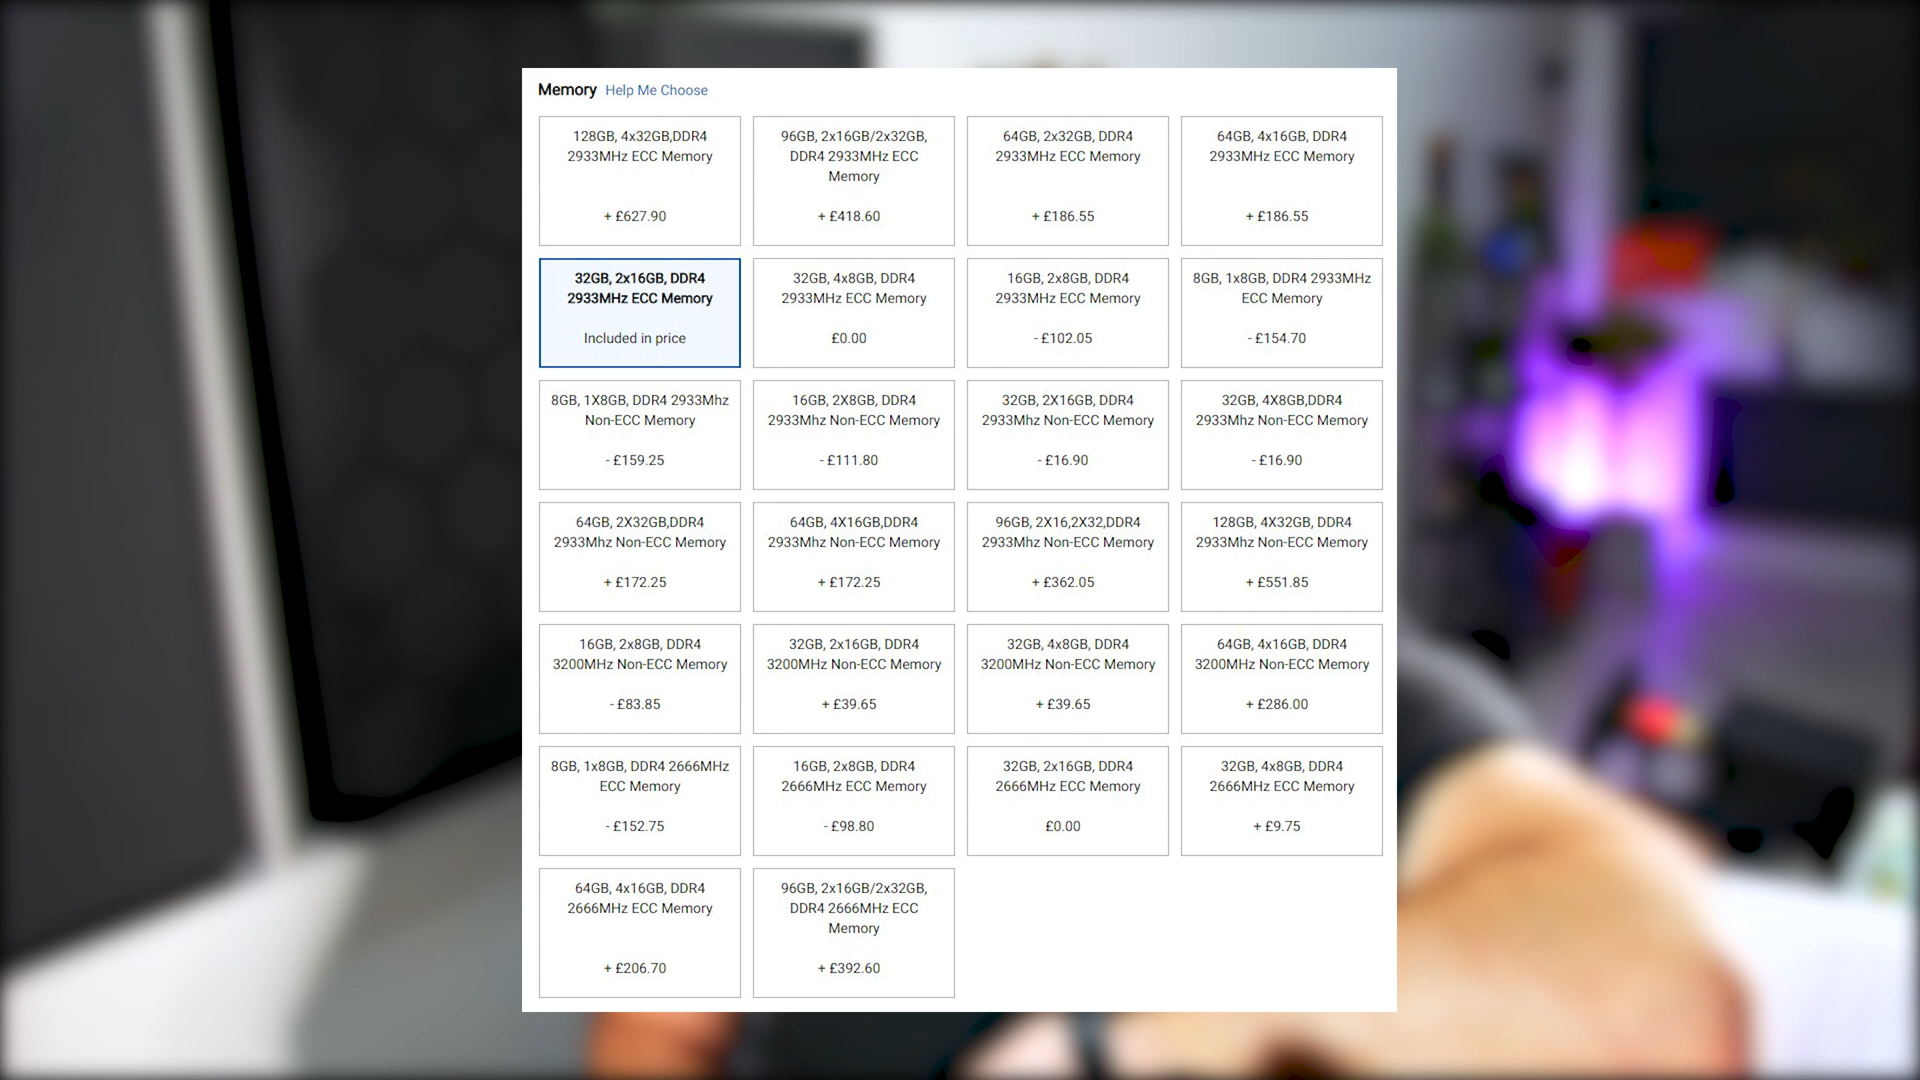 Memory Help Me Choose
128GB, 4x32GB,DDR4
2933MHz ECC Memory
+ £627.90
96GB, 2x16GB/2x32GB,
DDR4 2933MHz ECC
Memory
+ £418.60
64GB, 2x32GB, DDR4
2933MHz ECC Memory
+ £186.55
64GB, 4x16GB, DDR4
2933MHz ECC Memory
+ £186.55
32GB, 2x16GB, DDR4
2933MHz ECC Memory
Included in price
32GB, 4x8GB, DDR4
2933MHz ECC Memory
£0.00
16GB, 2x8GB, DDR4
2933MHz ECC Memory
- £102.05
8GB, 1x8GB, DDR4 2933MHz
ECC Memory
- £154.70
8GB, 1X8GB, DDR4 2933Mhz
Non-ECC Memory
- £159.25
16GB, 2X8GB, DDR4
2933Mhz Non-ECC Memory
- £111.80
32GB, 2X16GB, DDR4
2933Mhz Non-ECC Memory
- £16.90
32GB, 4X8GB,DDR4
2933Mhz Non-ECC Memory
- £16.90
64GB, 2X32GB,DDR4
2933Mhz Non-ECC Memory
+ £172.25
64GB, 4X16GB,DDR4
2933Mhz Non-ECC Memory
+ £172.25
96GB, 2X16,2X32,DDR4
2933Mhz Non-ECC Memory
+ £362.05
128GB, 4X32GB, DDR4
2933Mhz Non-ECC Memory
+ £551.85
16GB, 2x8GB, DDR4
3200MHz Non-ECC Memory
- £83.85
32GB, 2x16GB, DDR4
3200MHz Non-ECC Memory
+ £39.65
32GB, 4x8GB, DDR4
3200MHz Non-ECC Memory
+ £39.65
64GB, 4x16GB, DDR4
3200MHz Non-ECC Memory
+ £286.00
8GB, 1x8GB, DDR4 2666MHz
ECC Memory
- £152.75
16GB, 2x8GB, DDR4
2666MHz ECC Memory
- £98.80
32GB, 2x16GB, DDR4
2666MHz ECC Memory
£0.00
32GB, 4x8GB, DDR4
2666MHz ECC Memory
+ £9.75
64GB, 4x16GB, DDR4
2666MHz ECC Memory
+ £206.70
96GB, 2x16GB/2x32GB,
DDR4 2666MHz ECC
Memory
+ £392.60